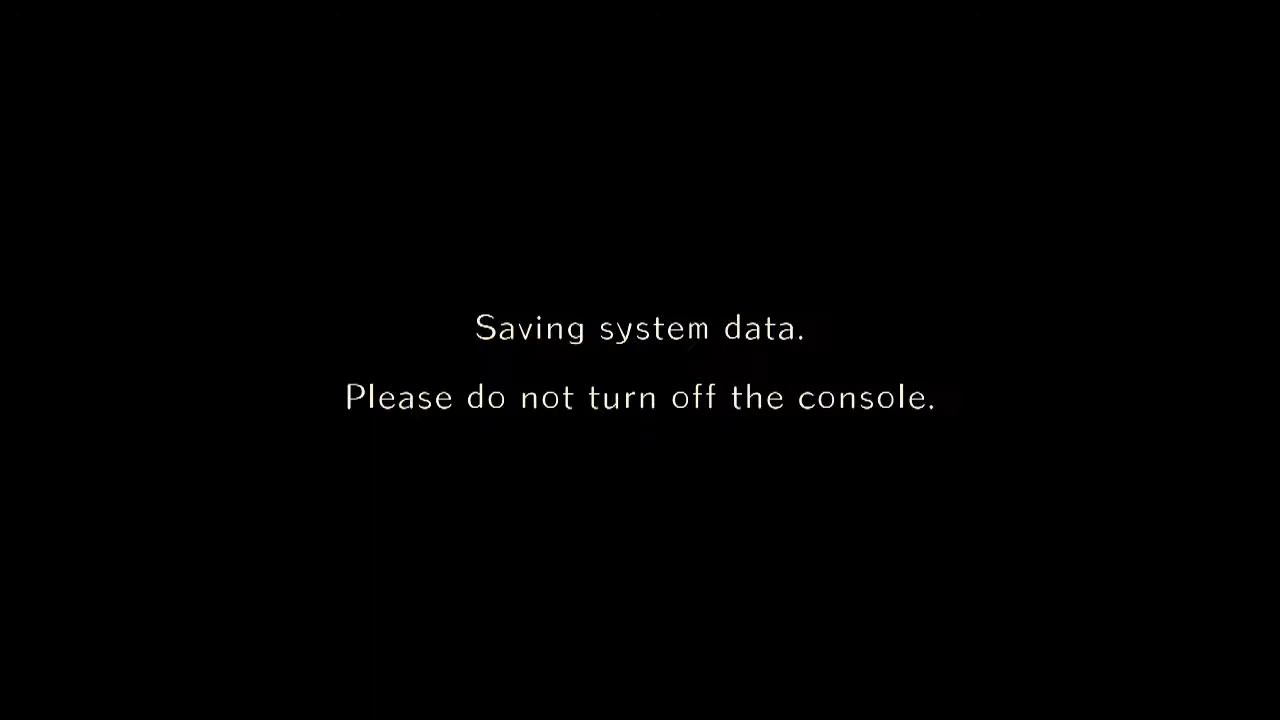 Saving system data.
Please do not turn off the console.